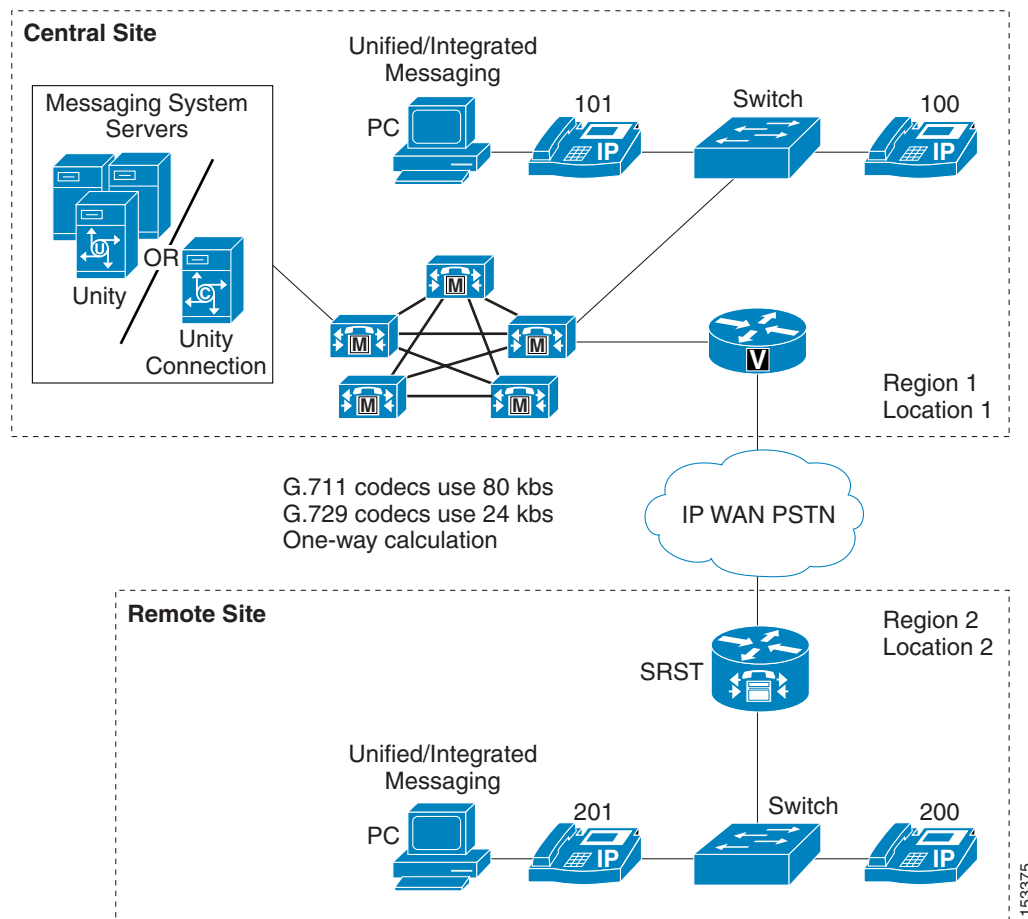 Central Site
Messaging System
Servers
U
OR
C
Unity
Unity
Connection
Unified/Integrated
Messaging
PC
101
IP
Switch
100
IP
M
M
M
M
M
V
Region 1
Location 1
G.711 codecs use 80 kbs
G.729 codecs use 24 kbs
One-way calculation
IP WAN PSTN
Remote Site
Region 2
Location 2
SRST
Unified/Integrated
Messaging
PC
201
IP
Switch
200
IP
153375